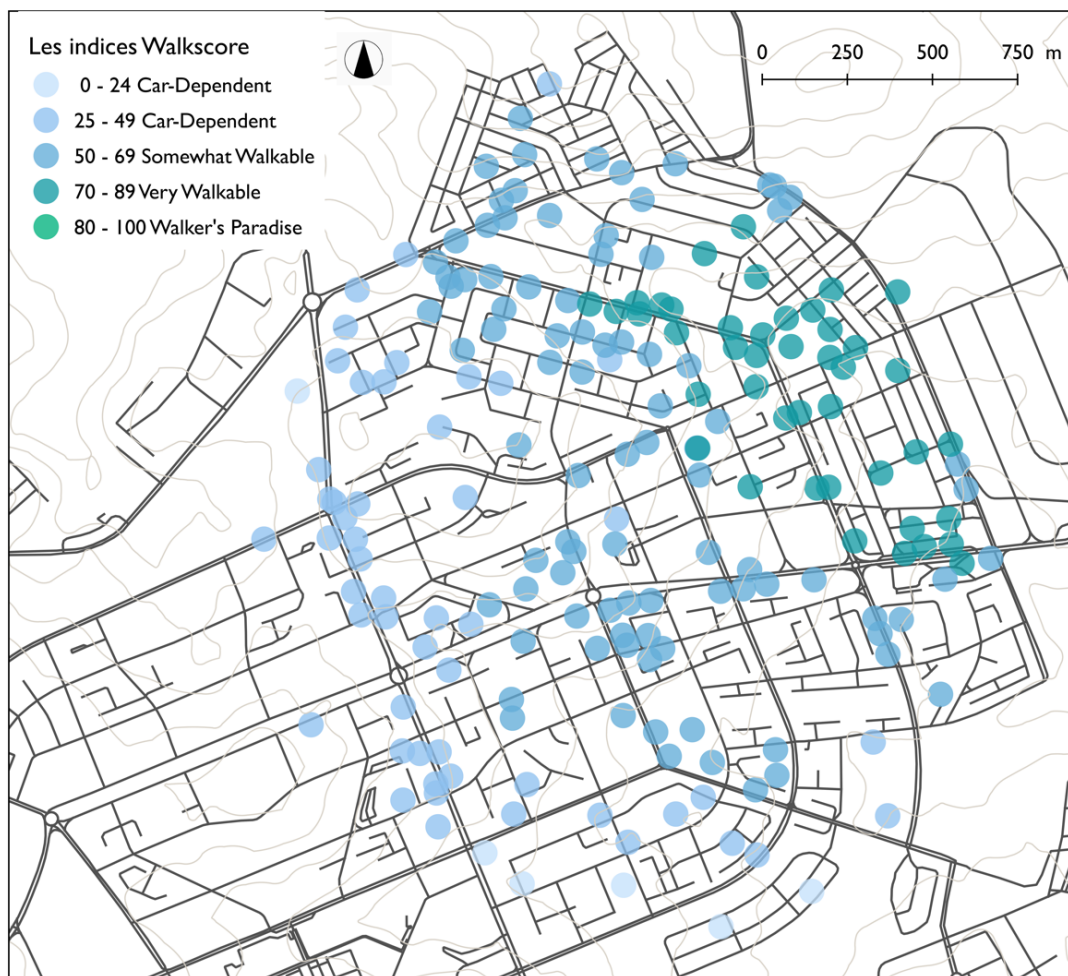 Les indices Walkscore
0 - 24 Car-Dependent
25 - 49 Car-Dependent
50 - 69 Somewhat Walkable
70 - 89 Very Walkable
80 - 100 Walker's Paradise
0 250 500 750 m